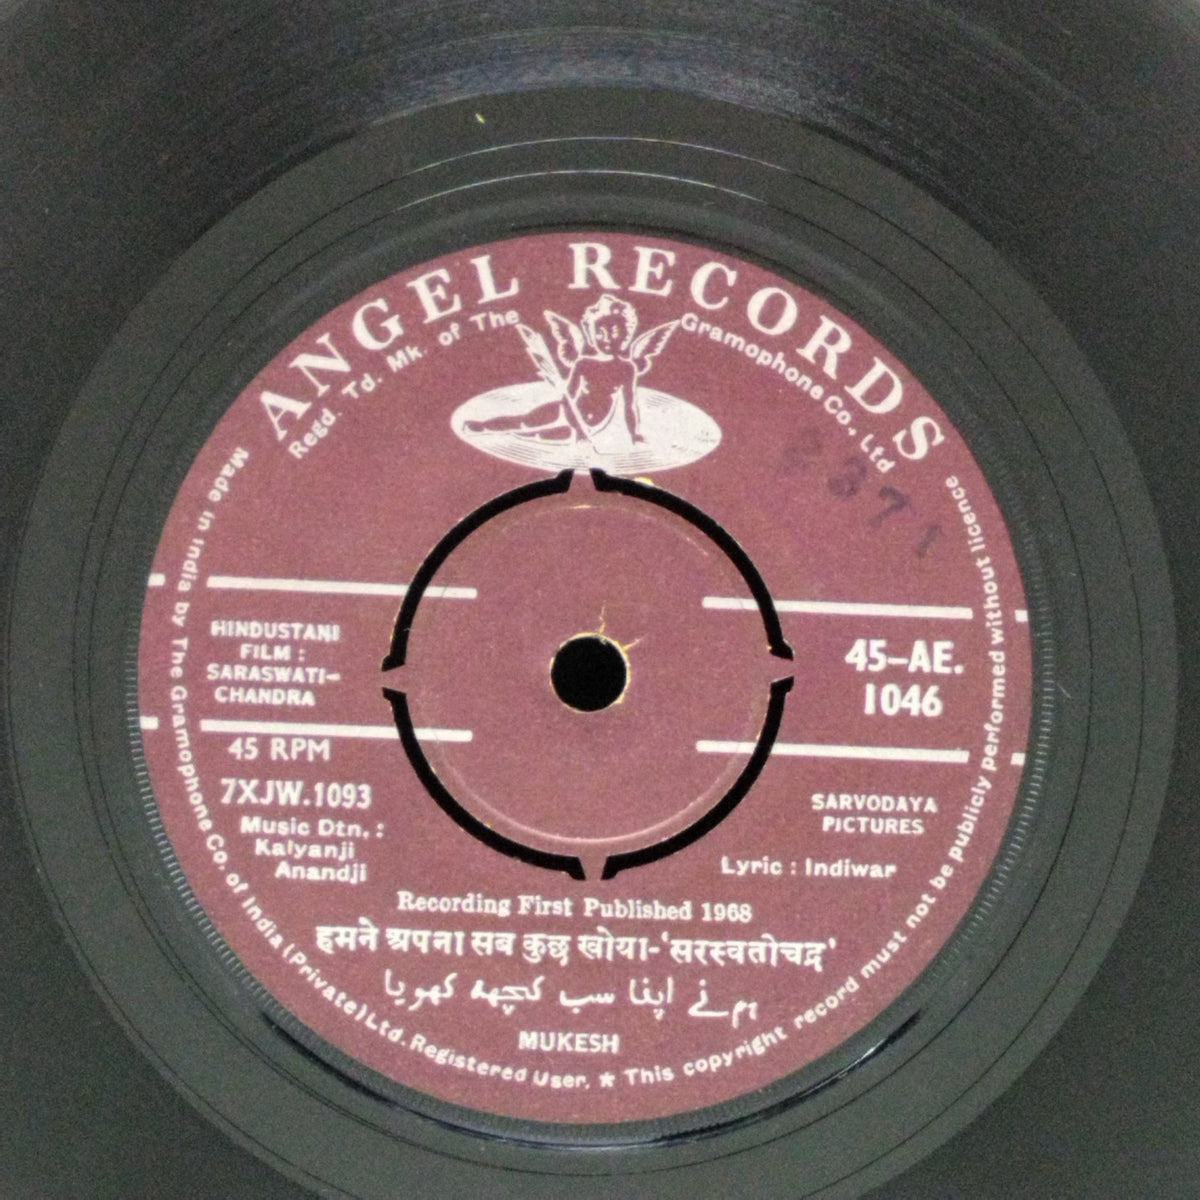 ANGEL RECORDS
Regd. Td. Mk. of The Gramophone Co., Ltd
HINDUSTANI
FILM :
SARASWATI-
CHANDRA
45-AE.
1046
45 RPM
7XJW.1093
Music Dtn. :
Kalyanji
Anandji
SARVODAYA
PICTURES
Lyric : Indiwar
Recording First Published 1968
हमने अपना सब कुछ खोया-'सरस्वतीचंद्र'
ہم نے اپنا سب کچھ کھویا
MUKESH
Made in India by The Gramophone Co. of India (Private) Ltd. Registered User. * This copyright record must not be publicly performed without licence